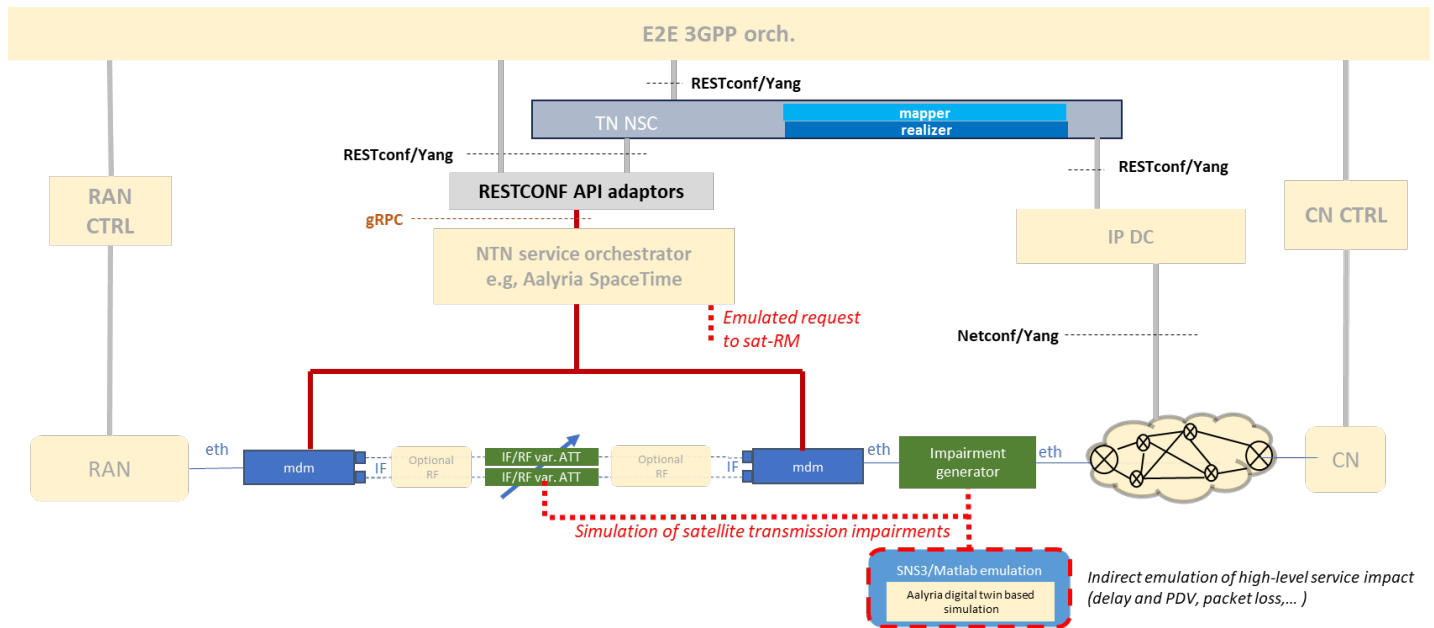 E2E 3GPP orch.
RESTconf/Yang
TN NSC
mapper
realizer
RESTconf/Yang
RESTconf/Yang
RAN
CTRL
RESTCONF API adaptors
CN CTRL
gRPC
IP DC
NTN service orchestrator
e.g, Aalyria SpaceTime
Emulated request
to sat-RM
Netconf/Yang
RAN
eth
mdm
IF
Optional
RF
IF/RF var. ATT
IF/RF var. ATT
Optional
RF
IF
mdm
eth
Impairment
generator
eth
CN
Simulation of satellite transmission impairments
SNS3/Matlab emulation
Aalyria digital twin based
simulation
Indirect emulation of high-level service impact
(delay and PDV, packet loss,... )